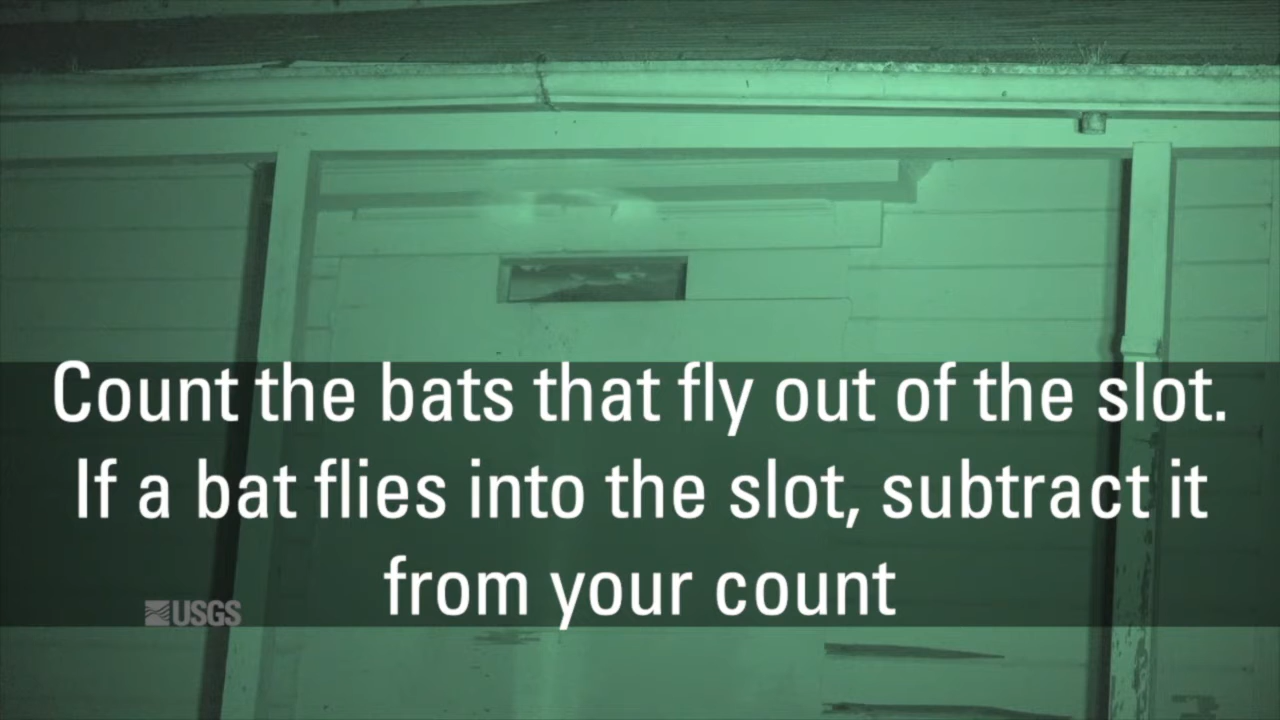 Count the bats that fly out of the slot.
If a bat flies into the slot, subtract it
from your count
USGS